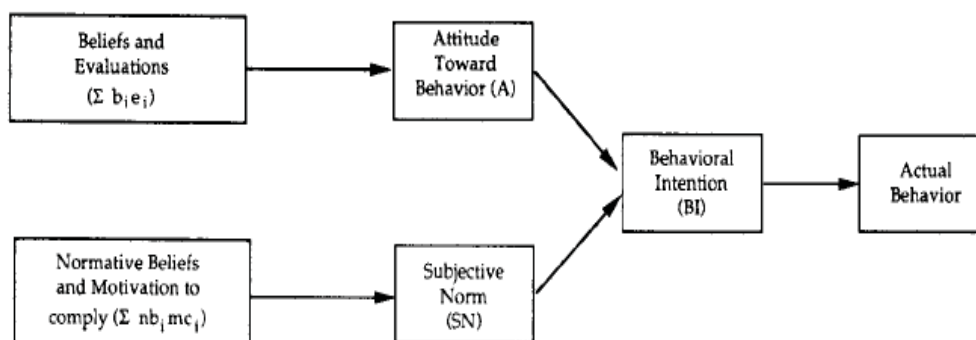 Beliefs and
Evaluations
(Σ bᵢeᵢ)
Attitude
Toward
Behavior (A)
Behavioral
Intention
(BI)
Actual
Behavior
Normative Beliefs
and Motivation to
comply (Σ nbᵢmcᵢ)
Subjective
Norm
(SN)